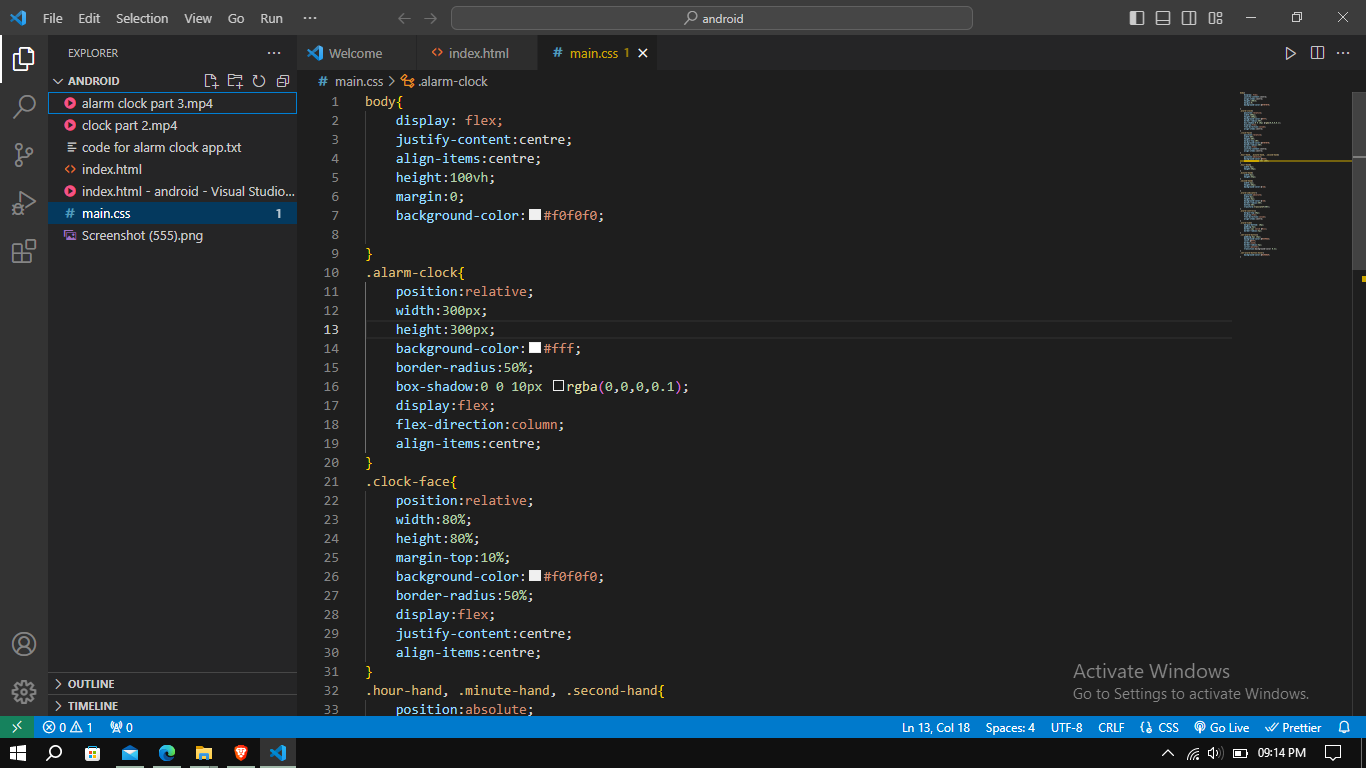 File Edit Selection View Go Run ··· android
EXPLORER ···
Welcome index.html main.css 1
ANDROID
main.css > .alarm-clock
alarm clock part 3.mp4
clock part 2.mp4
code for alarm clock app.txt
index.html
index.html - android - Visual Studio...
main.css 1
Screenshot (555).png
OUTLINE
TIMELINE
1 body{
2 display: flex;
3 justify-content:centre;
4 align-items:centre;
5 height:100vh;
6 margin:0;
7 background-color:#f0f0f0;
8
9 }
10 .alarm-clock{
11 position:relative;
12 width:300px;
13 height:300px;
14 background-color:#fff;
15 border-radius:50%;
16 box-shadow:0 0 10px rgba(0,0,0,0.1);
17 display:flex;
18 flex-direction:column;
19 align-items:centre;
20 }
21 .clock-face{
22 position:relative;
23 width:80%;
24 height:80%;
25 margin-top:10%;
26 background-color:#f0f0f0;
27 border-radius:50%;
28 display:flex;
29 justify-content:centre;
30 align-items:centre;
31 }
32 .hour-hand, .minute-hand, .second-hand{
33 position:absolute;
Activate Windows
Go to Settings to activate Windows.
0 1 0 Ln 13, Col 18 Spaces: 4 UTF-8 CRLF CSS Go Live Prettier
09:14 PM